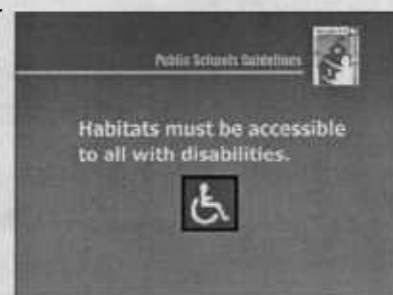 Public Schools Guidelines
Habitats must be accessible
to all with disabilities.